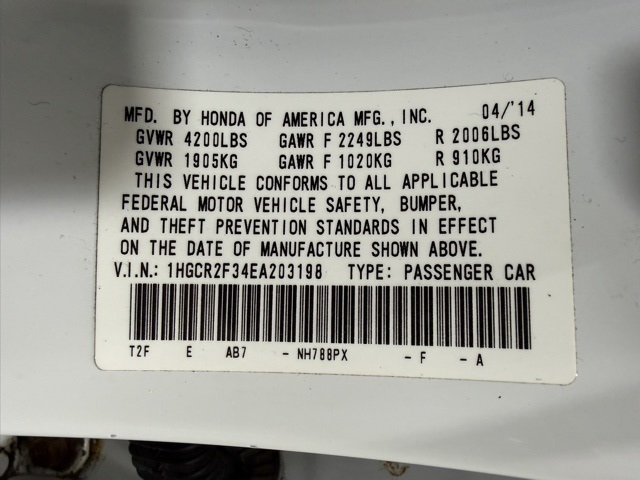 MFD. BY HONDA OF AMERICA MFG., INC. 04/'14
GVWR 4200LBS GAWR F 2249LBS R 2006LBS
GVWR 1905KG GAWR F 1020KG R 910KG
THIS VEHICLE CONFORMS TO ALL APPLICABLE
FEDERAL MOTOR VEHICLE SAFETY, BUMPER,
AND THEFT PREVENTION STANDARDS IN EFFECT
ON THE DATE OF MANUFACTURE SHOWN ABOVE.
V.I.N.: 1HGCR2F34EA203198 TYPE: PASSENGER CAR
T2F E AB7 - NH788PX - F - A